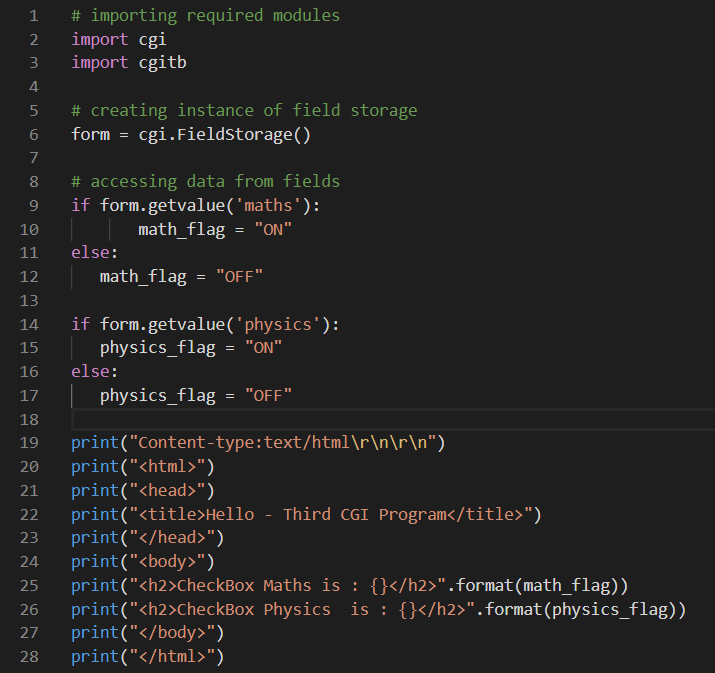 1 # importing required modules
2 import cgi
3 import cgitb
4
5 # creating instance of field storage
6 form = cgi.FieldStorage()
7
8 # accessing data from fields
9 if form.getvalue('maths'):
10        math_flag = "ON"
11 else:
12    math_flag = "OFF"
13
14 if form.getvalue('physics'):
15    physics_flag = "ON"
16 else:
17    physics_flag = "OFF"
18
19 print("Content-type:text/html\r\n\r\n")
20 print("<html>")
21 print("<head>")
22 print("<title>Hello - Third CGI Program</title>")
23 print("</head>")
24 print("<body>")
25 print("<h2>CheckBox Maths is : {}</h2>".format(math_flag))
26 print("<h2>CheckBox Physics  is : {}</h2>".format(physics_flag))
27 print("</body>")
28 print("</html>")